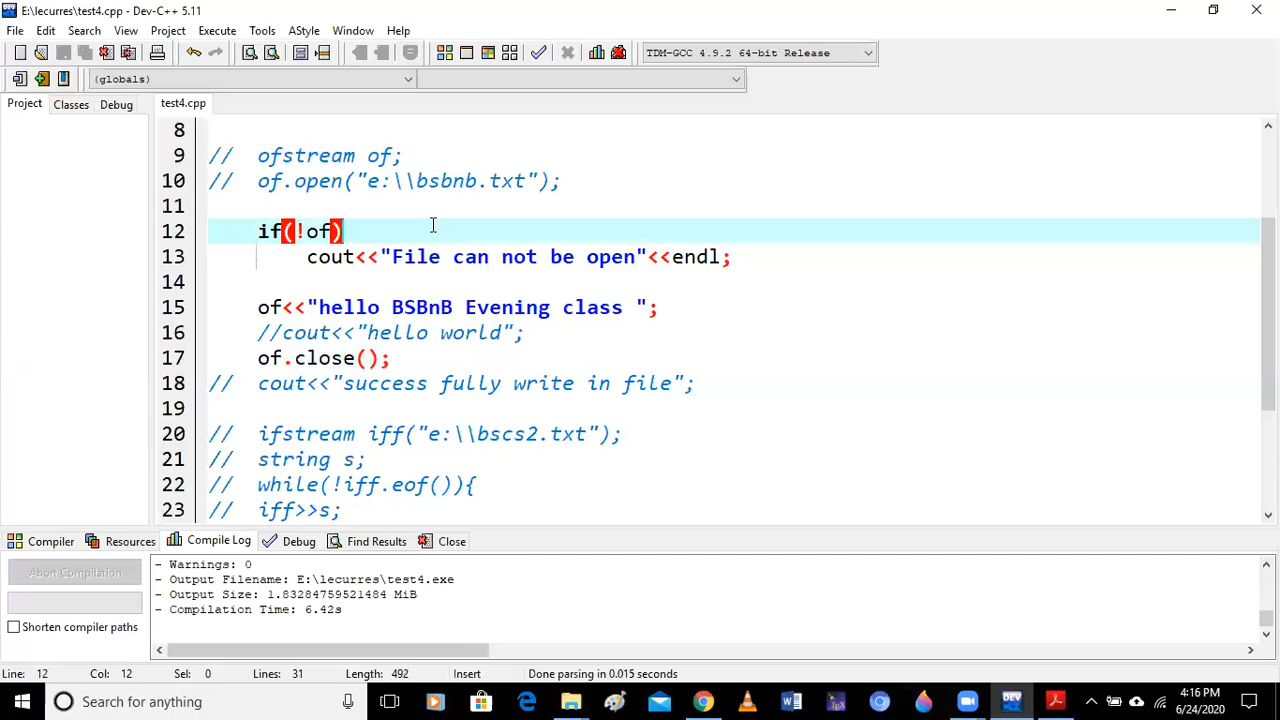 E:\lecurres\test4.cpp - Dev-C++ 5.11
File Edit Search View Project Execute Tools AStyle Window Help
TDM-GCC 4.9.2 64-bit Release
(globals)
Project Classes Debug test4.cpp
8
9 // ofstream of;
10 // of.open("e:\\bsbnb.txt");
11
12 if(!of)
13 cout<<"File can not be open"<<endl;
14
15 of<<"hello BSBnB Evening class ";
16 //cout<<"hello world";
17 of.close();
18 // cout<<"success fully write in file";
19
20 // ifstream iff("e:\\bscs2.txt");
21 // string s;
22 // while(!iff.eof()){
23 // iff>>s;
Compiler Resources Compile Log Debug Find Results Close
Abort Compilation
Shorten compiler paths
- Warnings: 0
- Output Filename: E:\lecurres\test4.exe
- Output Size: 1.83284759521484 MiB
- Compilation Time: 6.42s
Line: 12 Col: 12 Sel: 0 Lines: 31 Length: 492 Insert Done parsing in 0.015 seconds
Search for anything
DEV
4:16 PM
6/24/2020